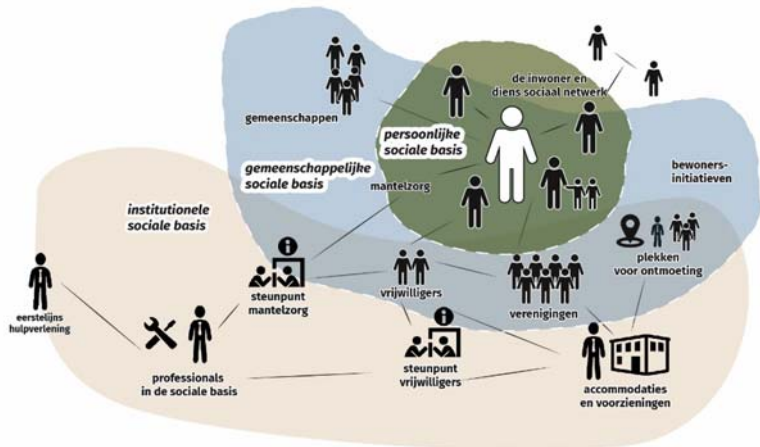 de inwoner en
diens sociaal netwerk
gemeenschappen
persoonlijke
sociale basis
gemeenschappelijke
sociale basis
mantelzorg
bewoners-
initiatieven
institutionele
sociale basis
plekken
voor ontmoeting
steunpunt
mantelzorg
vrijwilligers
verenigingen
eerstelijns
hulpverlening
professionals
in de sociale basis
steunpunt
vrijwilligers
accommodaties
en voorzieningen